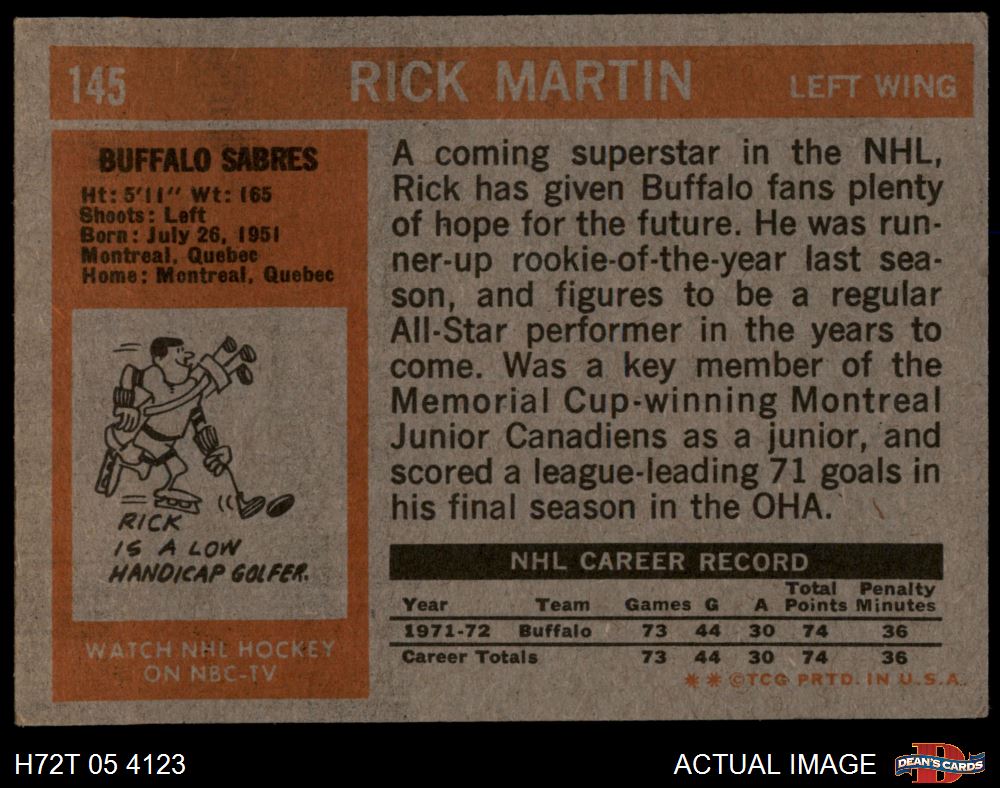 145 RICK MARTIN LEFT WING
BUFFALO SABRES
Ht: 5'11" Wt: 165
Shoots: Left
Born: July 26, 1951
Montreal, Quebec
Home: Montreal, Quebec
RICK
IS A LOW
HANDICAP GOLFER.
WATCH NHL HOCKEY
ON NBC-TV
A coming superstar in the NHL,
Rick has given Buffalo fans plenty
of hope for the future. He was run-
ner-up rookie-of-the-year last sea-
son, and figures to be a regular
All-Star performer in the years to
come. Was a key member of the
Memorial Cup-winning Montreal
Junior Canadiens as a junior, and
scored a league-leading 71 goals in
his final season in the OHA.
NHL CAREER RECORD
Year Team Games G A Total Points Penalty Minutes
1971-72 Buffalo 73 44 30 74 36
Career Totals 73 44 30 74 36
* * ©TCG PRTD. IN U.S.A.
H72T 05 4123 ACTUAL IMAGE D DEAN'S CARDS